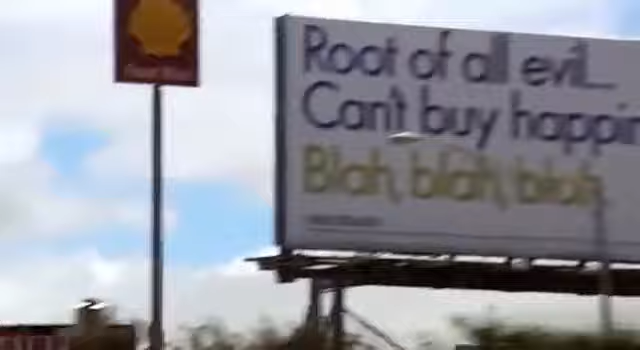 Root of all evil...
Can't buy happin
Blah, blah, blah.